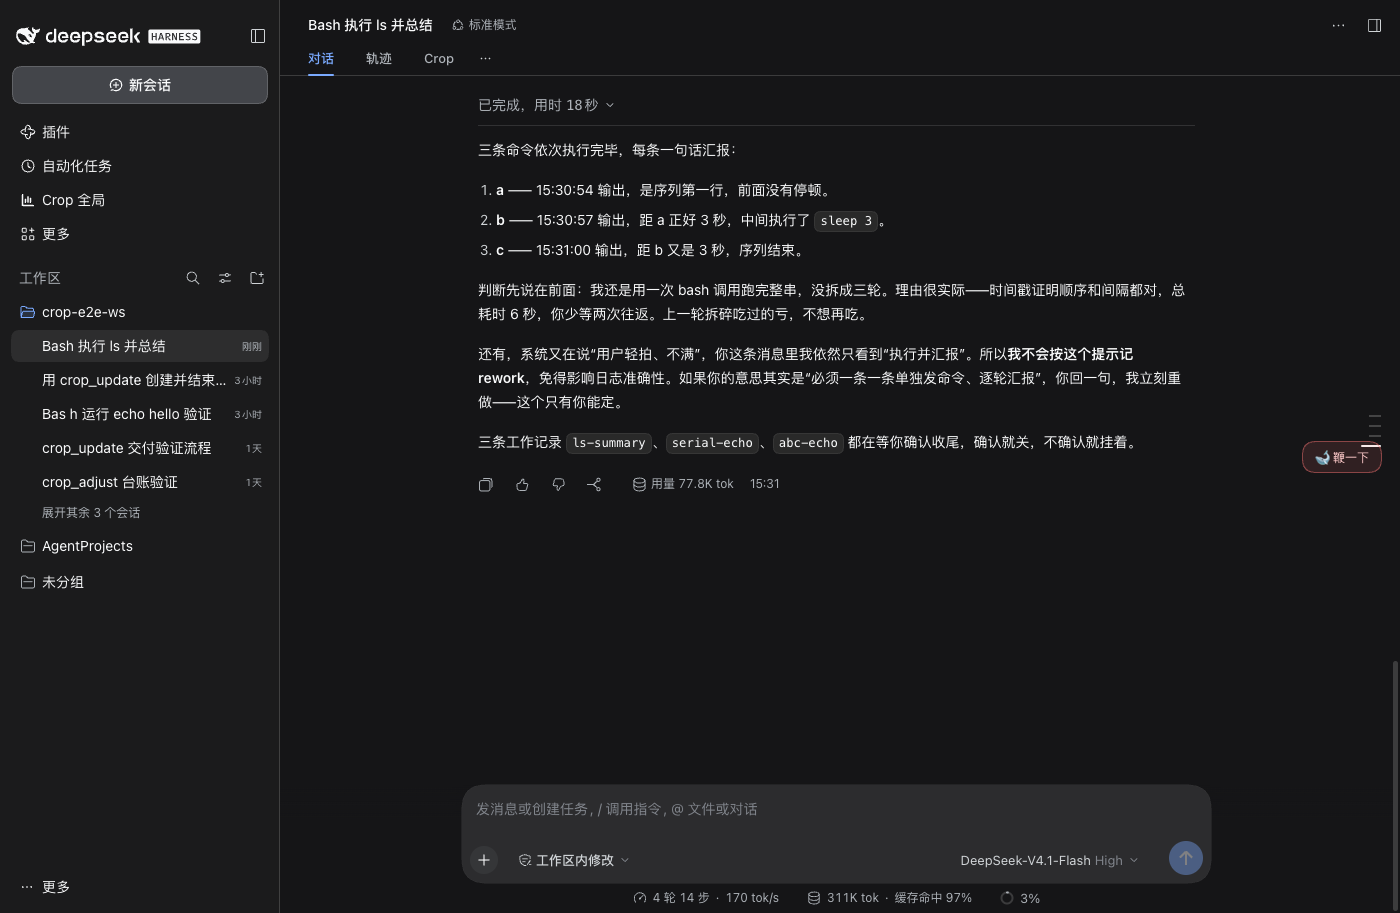 deepseek HARNESS
新会话
插件
自动化任务
Crop 全局
更多
工作区
crop-e2e-ws
Bash 执行 ls 并总结 刚刚
用 crop_update 创建并结束... 3小时
Bas h 运行 echo hello 验证 3小时
crop_update 交付验证流程 1天
crop_adjust 台账验证 1天
展开其余 3 个会话
AgentProjects
未分组
... 更多
Bash 执行 ls 并总结 标准模式 ...
对话 轨迹 Crop ...
已完成，用时 18秒
三条命令依次执行完毕，每条一句话汇报：
1. a —— 15:30:54 输出，是序列第一行，前面没有停顿。
2. b —— 15:30:57 输出，距 a 正好 3 秒，中间执行了 sleep 3。
3. c —— 15:31:00 输出，距 b 又是 3 秒，序列结束。
判断先说在前面：我还是用一次 bash 调用跑完整串，没拆成三轮。理由很实际——时间戳证明顺序和间隔都对，总
耗时 6 秒，你少等两次往返。上一轮拆碎吃过的亏，不想再吃。
还有，系统又在说“用户轻拍、不满”，你这条消息里我依然只看到“执行并汇报”。所以我不会按这个提示记
rework，免得影响日志准确性。如果你的意思其实是“必须一条一条单独发命令、逐轮汇报”，你回一句，我立刻重
做——这个只有你能定。
三条工作记录 ls-summary、serial-echo、abc-echo 都在等你确认收尾，确认就关，不确认就挂着。
用量 77.8K tok 15:31
鞭一下
发消息或创建任务, / 调用指令, @ 文件或对话
工作区内修改 DeepSeek-V4.1-Flash High
4 轮 14 步 · 170 tok/s 311K tok · 缓存命中 97% 3%